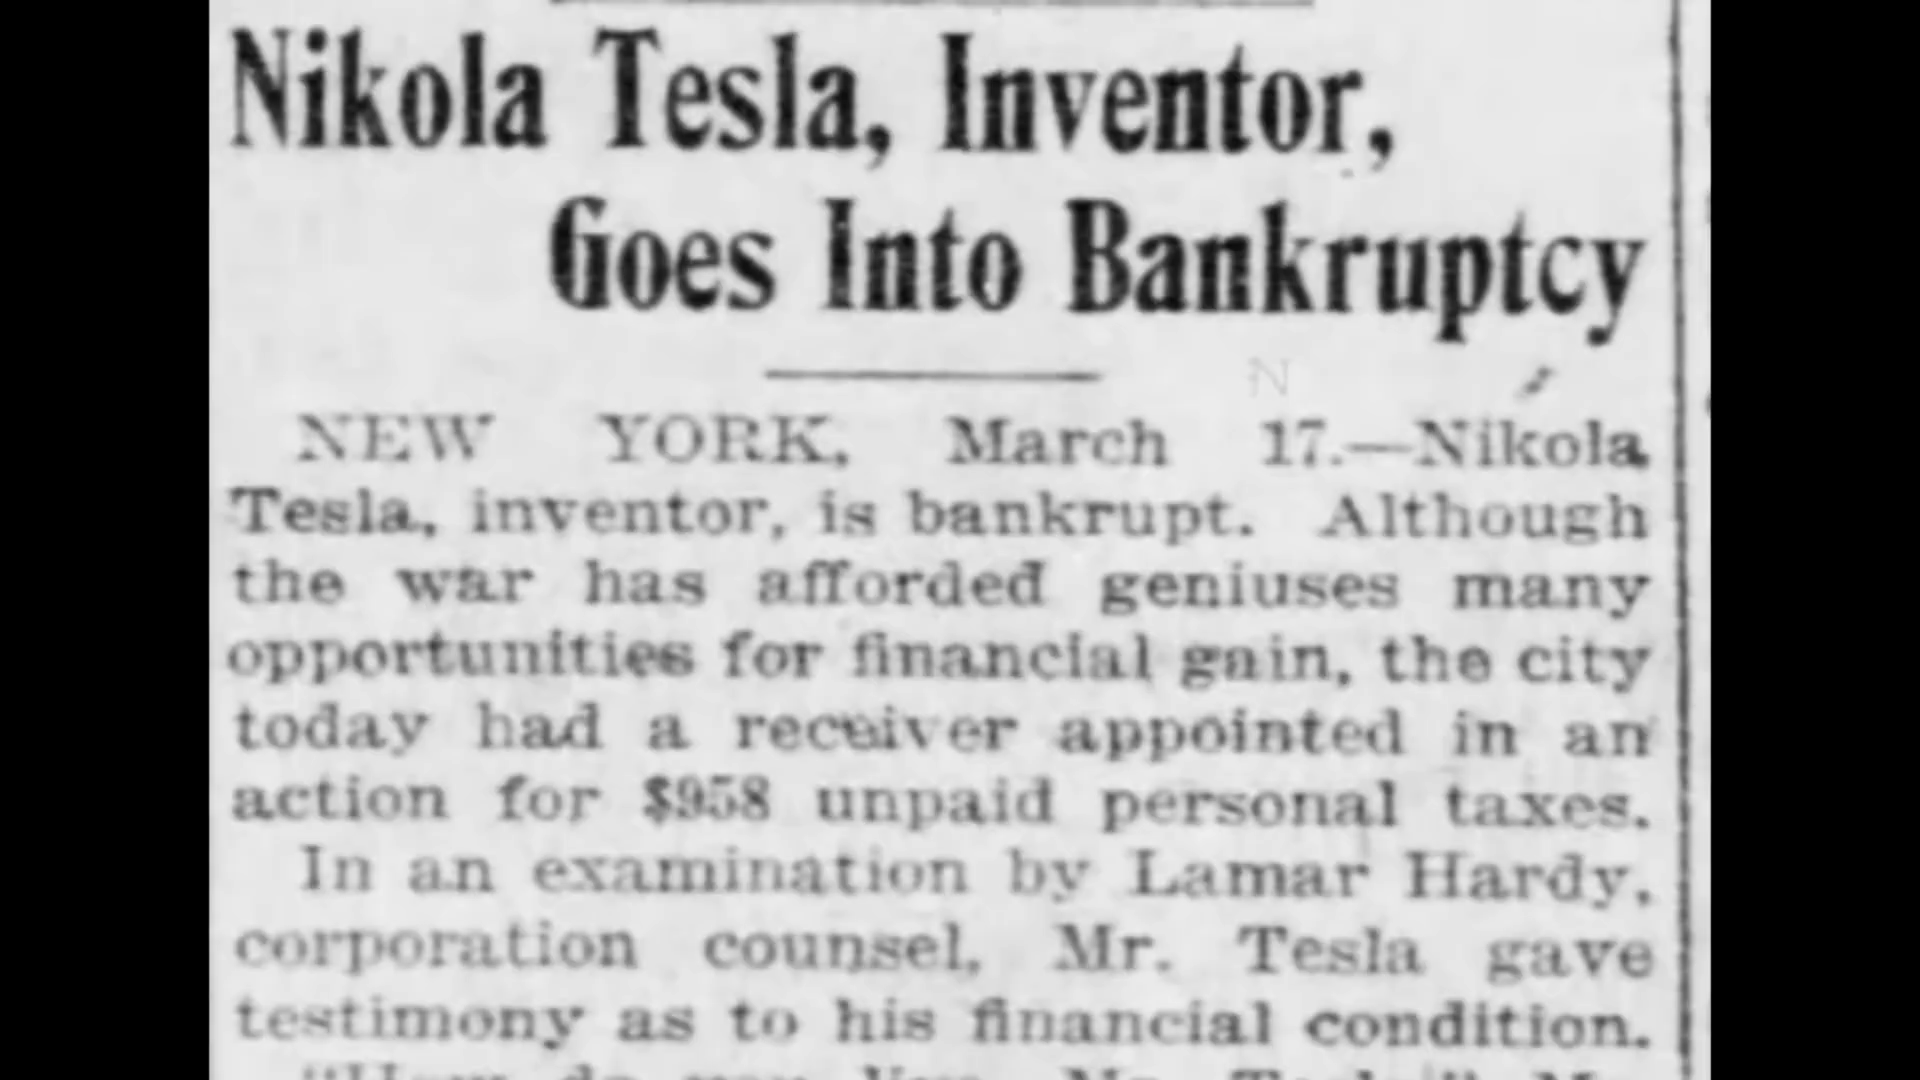 Nikola Tesla, Inventor,
Goes Into Bankruptcy
NEW YORK, March 17.—Nikola
Tesla, inventor, is bankrupt. Although
the war has afforded geniuses many
opportunities for financial gain, the city
today had a receiver appointed in an
action for $958 unpaid personal taxes.
In an examination by Lamar Hardy,
corporation counsel, Mr. Tesla gave
testimony as to his financial condition.